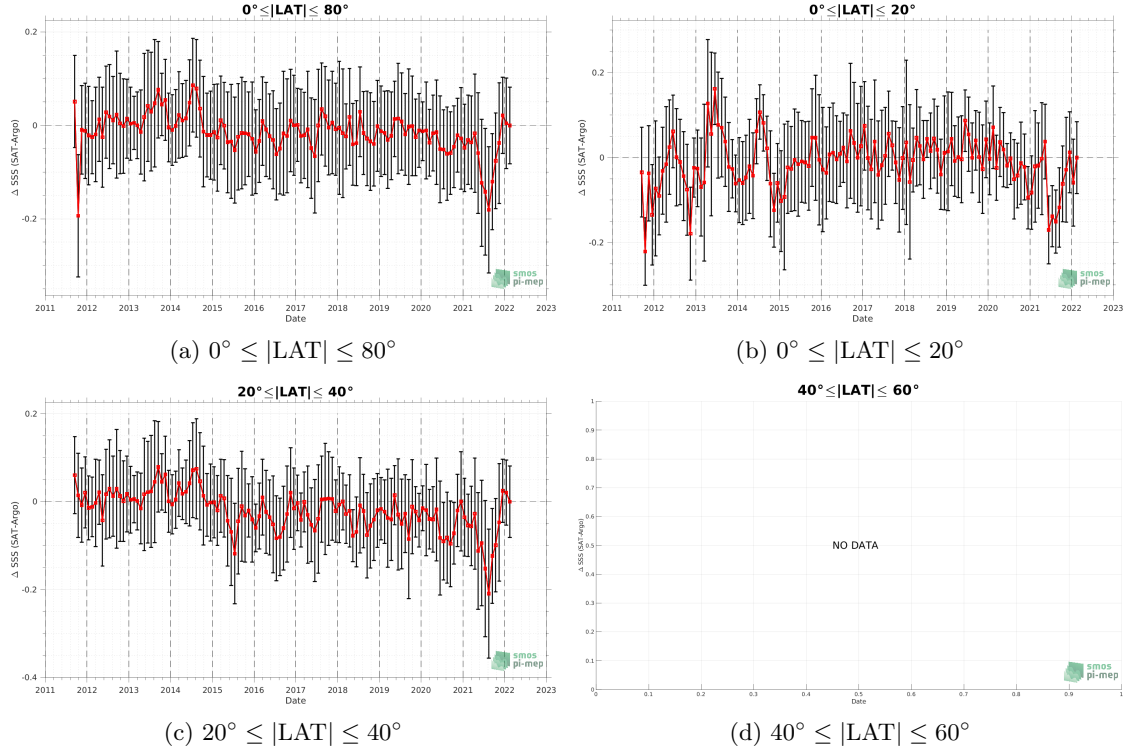 0°≤|LAT|≤ 80°
0.2
0
-0.2
Δ SSS (SAT-Argo)
2011 2012 2013 2014 2015 2016 2017 2018 2019 2020 2021 2022 2023
Date
smos
pi-mep
(a) 0° ≤ |LAT| ≤ 80°
0°≤|LAT|≤ 20°
0.2
0
-0.2
Δ SSS (SAT-Argo)
2011 2012 2013 2014 2015 2016 2017 2018 2019 2020 2021 2022 2023
Date
smos
pi-mep
(b) 0° ≤ |LAT| ≤ 20°
20°≤|LAT|≤ 40°
0.2
0
-0.2
-0.4
Δ SSS (SAT-Argo)
2011 2012 2013 2014 2015 2016 2017 2018 2019 2020 2021 2022 2023
Date
smos
pi-mep
(c) 20° ≤ |LAT| ≤ 40°
40°≤|LAT|≤ 60°
1
0.9
0.8
0.7
0.6
0.5
0.4
0.3
0.2
0.1
0
Δ SSS (SAT-Argo)
NO DATA
0 0.1 0.2 0.3 0.4 0.5 0.6 0.7 0.8 0.9 1
Date
smos
pi-mep
(d) 40° ≤ |LAT| ≤ 60°